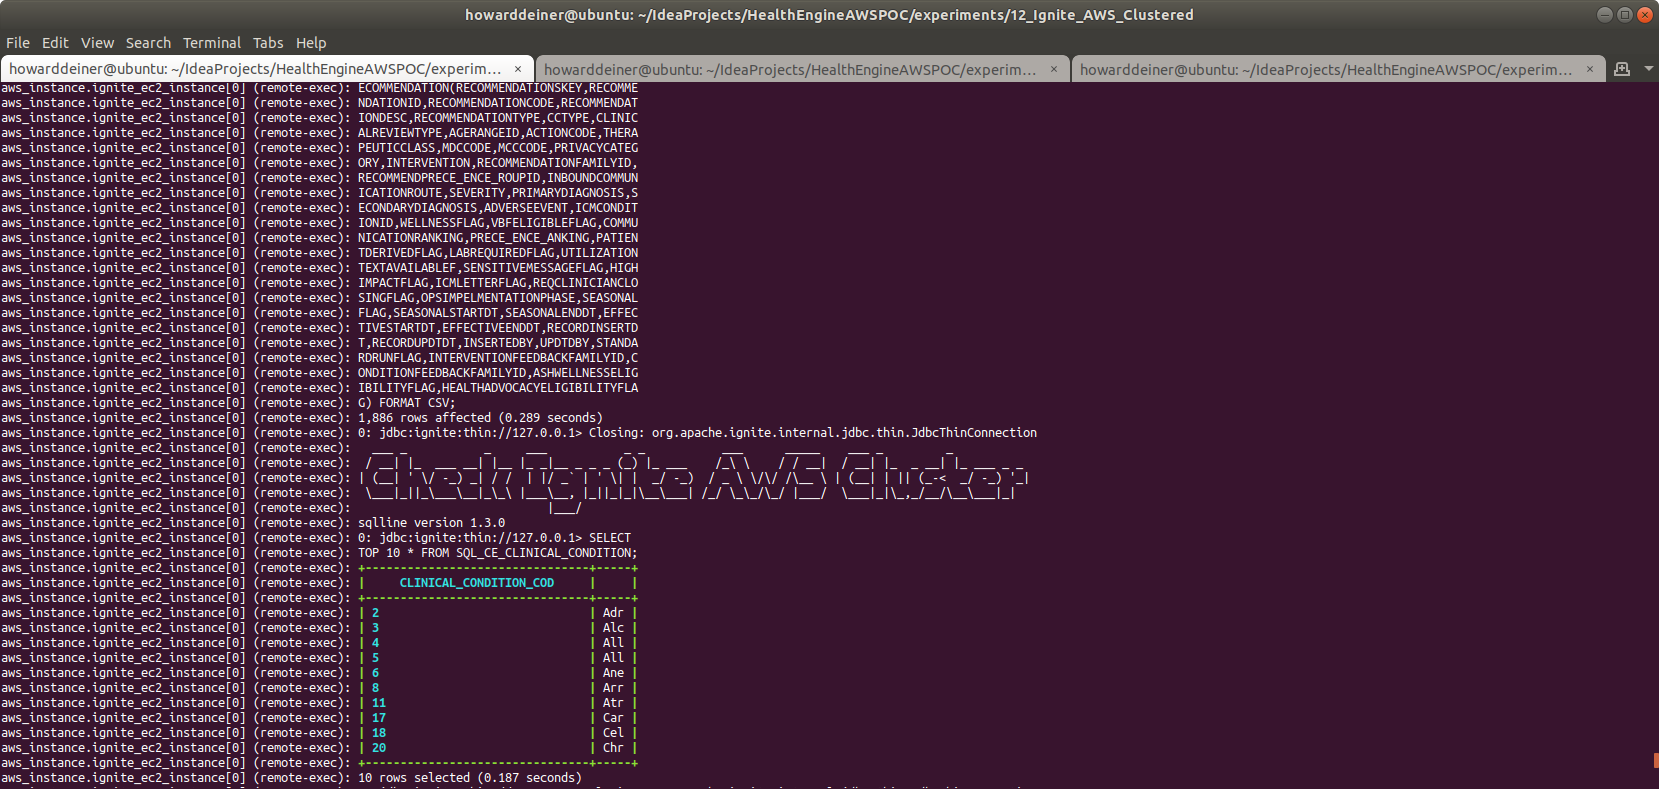 howarddeiner@ubuntu: ~/IdeaProjects/HealthEngineAWSPOC/experiments/12_Ignite_AWS_Clustered
File Edit View Search Terminal Tabs Help
howarddeiner@ubuntu: ~/IdeaProjects/HealthEngineAWSPOC/experim... × howarddeiner@ubuntu: ~/IdeaProjects/HealthEngineAWSPOC/experim... × howarddeiner@ubuntu: ~/IdeaProjects/HealthEngineAWSPOC/experim... ×
aws_instance.ignite_ec2_instance[0] (remote-exec): ECOMMENDATION(RECOMMENDATIONSKEY,RECOMME
aws_instance.ignite_ec2_instance[0] (remote-exec): NDATIONID,RECOMMENDATIONCODE,RECOMMENDAT
aws_instance.ignite_ec2_instance[0] (remote-exec): IONDESC,RECOMMENDATIONTYPE,CCTYPE,CLINIC
aws_instance.ignite_ec2_instance[0] (remote-exec): ALREVIEWTYPE,AGERANGEID,ACTIONCODE,THERA
aws_instance.ignite_ec2_instance[0] (remote-exec): PEUTICCLASS,MDCCODE,MCCCODE,PRIVACYCATEG
aws_instance.ignite_ec2_instance[0] (remote-exec): ORY,INTERVENTION,RECOMMENDATIONFAMILYID,
aws_instance.ignite_ec2_instance[0] (remote-exec): RECOMMENDPRECE_ENCE_ROUPID,INBOUNDCOMMUN
aws_instance.ignite_ec2_instance[0] (remote-exec): ICATIONROUTE,SEVERITY,PRIMARYDIAGNOSIS,S
aws_instance.ignite_ec2_instance[0] (remote-exec): ECONDARYDIAGNOSIS,ADVERSEEVENT,ICMCONDIT
aws_instance.ignite_ec2_instance[0] (remote-exec): IONID,WELLNESSFLAG,VBFELIGIBLEFLAG,COMMU
aws_instance.ignite_ec2_instance[0] (remote-exec): NICATIONRANKING,PRECE_ENCE_ANKING,PATIEN
aws_instance.ignite_ec2_instance[0] (remote-exec): TDERIVEDFLAG,LABREQUIREDFLAG,UTILIZATION
aws_instance.ignite_ec2_instance[0] (remote-exec): TEXTAVAILABLEF,SENSITIVEMESSAGEFLAG,HIGH
aws_instance.ignite_ec2_instance[0] (remote-exec): IMPACTFLAG,ICMLETTERFLAG,REQCLINICIANCLO
aws_instance.ignite_ec2_instance[0] (remote-exec): SINGFLAG,OPSIMPELMENTATIONPHASE,SEASONAL
aws_instance.ignite_ec2_instance[0] (remote-exec): FLAG,SEASONALSTARTDT,SEASONALENDDT,EFFEC
aws_instance.ignite_ec2_instance[0] (remote-exec): TIVESTARTDT,EFFECTIVEENDDT,RECORDINSERTD
aws_instance.ignite_ec2_instance[0] (remote-exec): T,RECORDUPDTDT,INSERTEDBY,UPDTDBY,STANDA
aws_instance.ignite_ec2_instance[0] (remote-exec): RDRUNFLAG,INTERVENTIONFEEDBACKFAMILYID,C
aws_instance.ignite_ec2_instance[0] (remote-exec): ONDITIONFEEDBACKFAMILYID,ASHWELLNESSELIG
aws_instance.ignite_ec2_instance[0] (remote-exec): IBILITYFLAG,HEALTHADVOCACYELIGIBILITYFLA
aws_instance.ignite_ec2_instance[0] (remote-exec): G) FORMAT CSV;
aws_instance.ignite_ec2_instance[0] (remote-exec): 1,886 rows affected (0.289 seconds)
aws_instance.ignite_ec2_instance[0] (remote-exec): 0: jdbc:ignite:thin://127.0.0.1> Closing: org.apache.ignite.internal.jdbc.thin.JdbcThinConnection
aws_instance.ignite_ec2_instance[0] (remote-exec):
aws_instance.ignite_ec2_instance[0] (remote-exec): Check Ignite AWS Cluster
aws_instance.ignite_ec2_instance[0] (remote-exec):
aws_instance.ignite_ec2_instance[0] (remote-exec):
aws_instance.ignite_ec2_instance[0] (remote-exec):
aws_instance.ignite_ec2_instance[0] (remote-exec): sqlline version 1.3.0
aws_instance.ignite_ec2_instance[0] (remote-exec): 0: jdbc:ignite:thin://127.0.0.1> SELECT
aws_instance.ignite_ec2_instance[0] (remote-exec): TOP 10 * FROM SQL_CE_CLINICAL_CONDITION;
aws_instance.ignite_ec2_instance[0] (remote-exec): +--------------------------------+-----+
aws_instance.ignite_ec2_instance[0] (remote-exec): | CLINICAL_CONDITION_COD | |
aws_instance.ignite_ec2_instance[0] (remote-exec): +--------------------------------+-----+
aws_instance.ignite_ec2_instance[0] (remote-exec): | 2 | Adr |
aws_instance.ignite_ec2_instance[0] (remote-exec): | 3 | Alc |
aws_instance.ignite_ec2_instance[0] (remote-exec): | 4 | All |
aws_instance.ignite_ec2_instance[0] (remote-exec): | 5 | All |
aws_instance.ignite_ec2_instance[0] (remote-exec): | 6 | Ane |
aws_instance.ignite_ec2_instance[0] (remote-exec): | 8 | Arr |
aws_instance.ignite_ec2_instance[0] (remote-exec): | 11 | Atr |
aws_instance.ignite_ec2_instance[0] (remote-exec): | 17 | Car |
aws_instance.ignite_ec2_instance[0] (remote-exec): | 18 | Cel |
aws_instance.ignite_ec2_instance[0] (remote-exec): | 20 | Chr |
aws_instance.ignite_ec2_instance[0] (remote-exec): +--------------------------------+-----+
aws_instance.ignite_ec2_instance[0] (remote-exec): 10 rows selected (0.187 seconds)